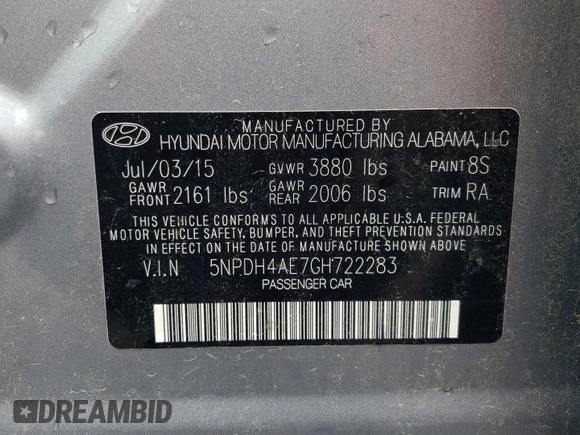 MANUFACTURED BY
HYUNDAI MOTOR MANUFACTURING ALABAMA, LLC
Jul/03/15 GVWR 3880 lbs PAINT 8S
GAWR FRONT 2161 lbs GAWR REAR 2006 lbs TRIM RA
THIS VEHICLE CONFORMS TO ALL APPLICABLE U.S.A. FEDERAL
MOTOR VEHICLE SAFETY, BUMPER, AND THEFT PREVENTION STANDARDS
IN EFFECT ON THE DATE OF MANUFACTURE SHOWN ABOVE
V.I.N 5NPDH4AE7GH722283
PASSENGER CAR
DREAMBID